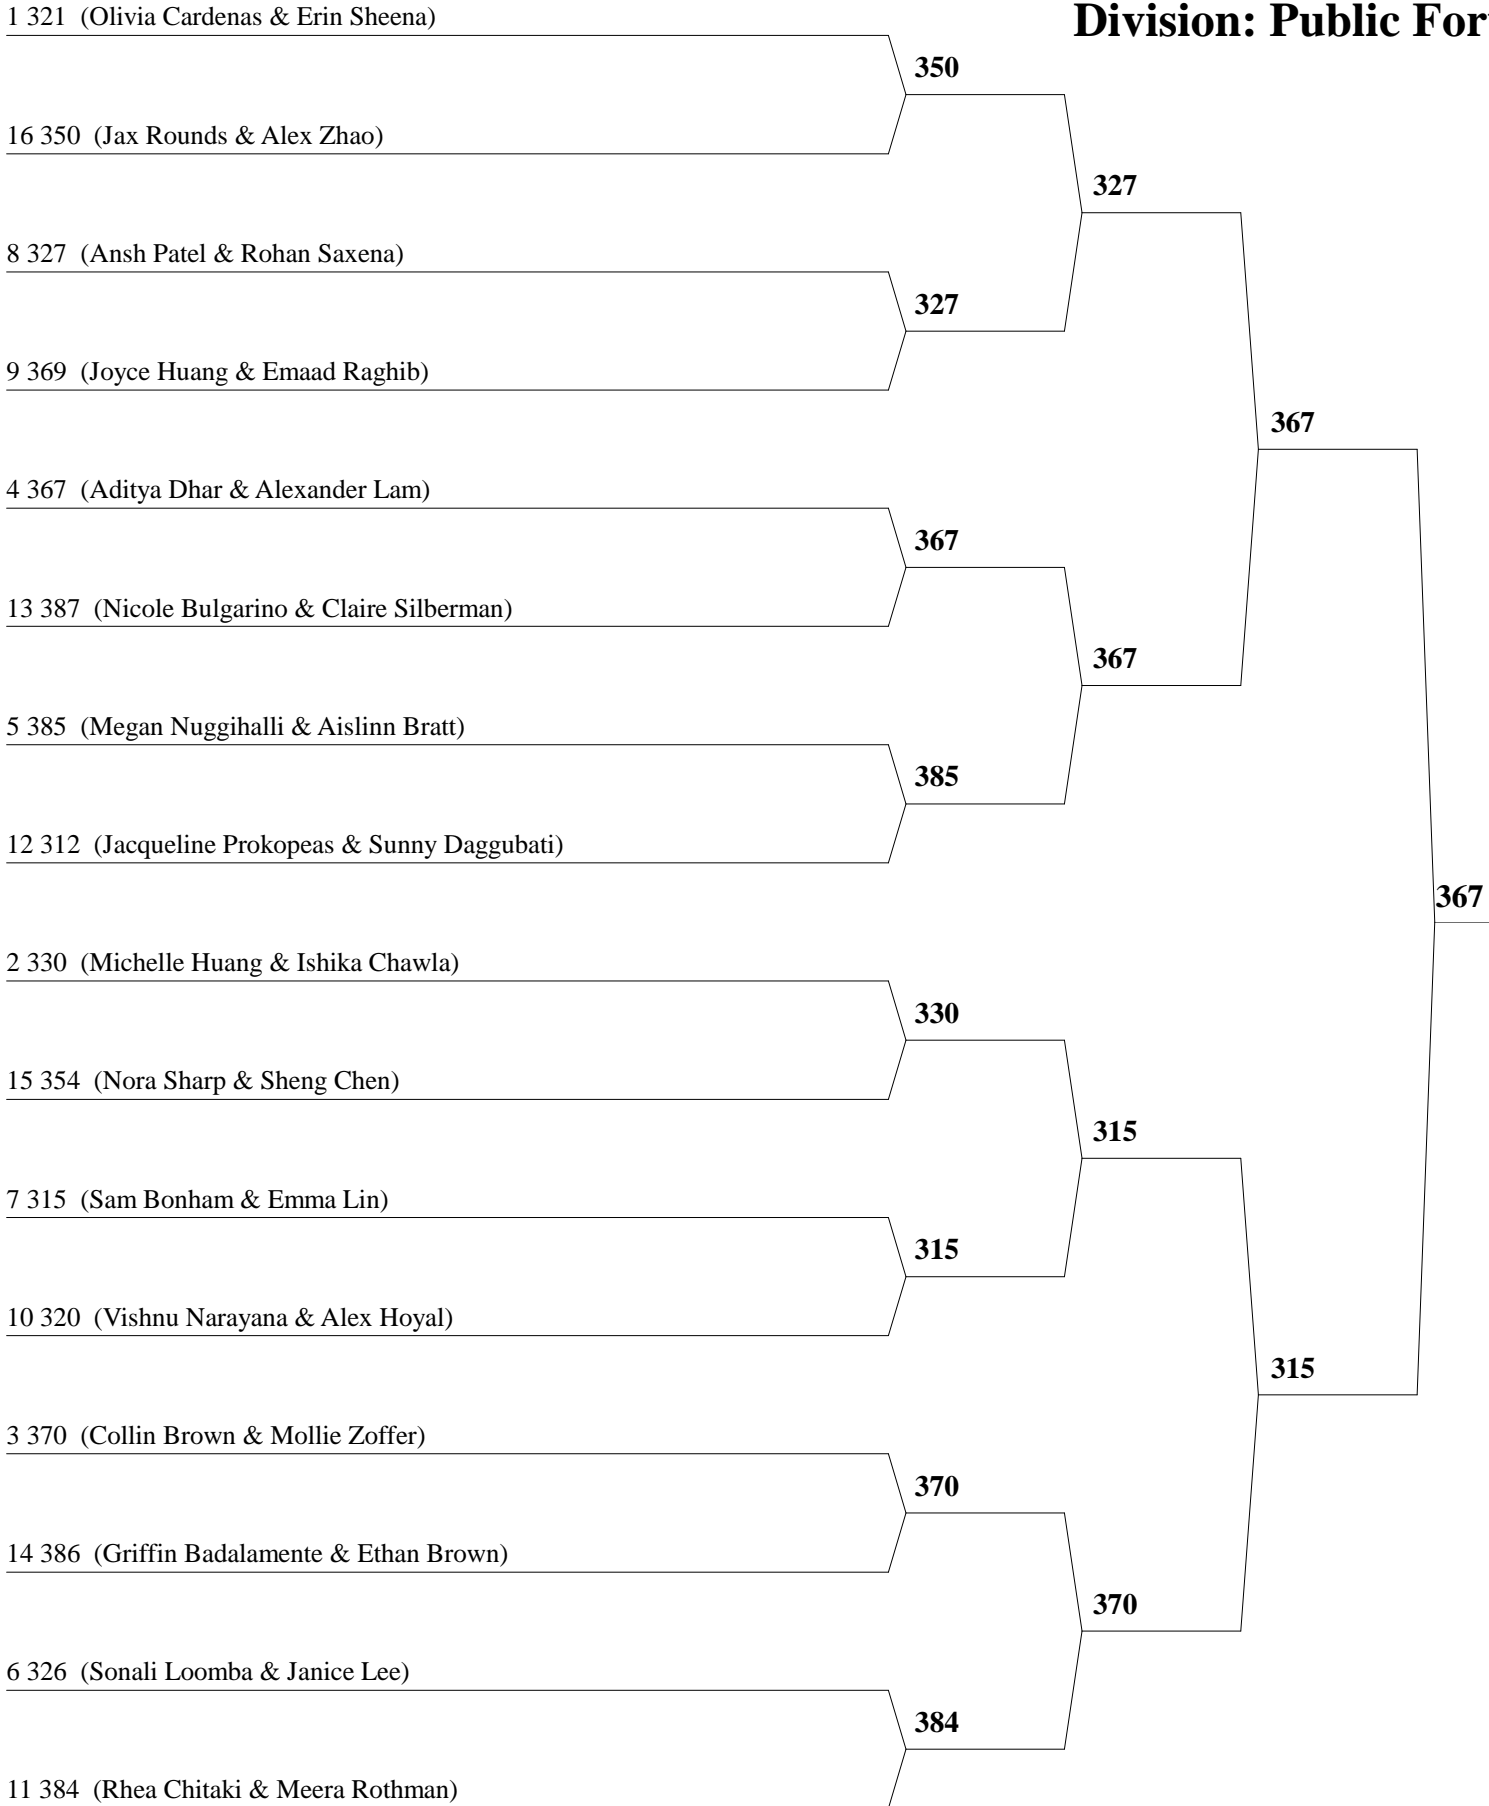 Division: Public For
1 321 (Olivia Cardenas & Erin Sheena)
350
16 350 (Jax Rounds & Alex Zhao)
327
8 327 (Ansh Patel & Rohan Saxena)
327
9 369 (Joyce Huang & Emaad Raghib)
367
4 367 (Aditya Dhar & Alexander Lam)
367
13 387 (Nicole Bulgarino & Claire Silberman)
367
5 385 (Megan Nuggihalli & Aislinn Bratt)
385
12 312 (Jacqueline Prokopeas & Sunny Daggubati)
367
2 330 (Michelle Huang & Ishika Chawla)
330
15 354 (Nora Sharp & Sheng Chen)
315
7 315 (Sam Bonham & Emma Lin)
315
10 320 (Vishnu Narayana & Alex Hoyal)
315
3 370 (Collin Brown & Mollie Zoffer)
370
14 386 (Griffin Badalamente & Ethan Brown)
370
6 326 (Sonali Loomba & Janice Lee)
384
11 384 (Rhea Chitaki & Meera Rothman)